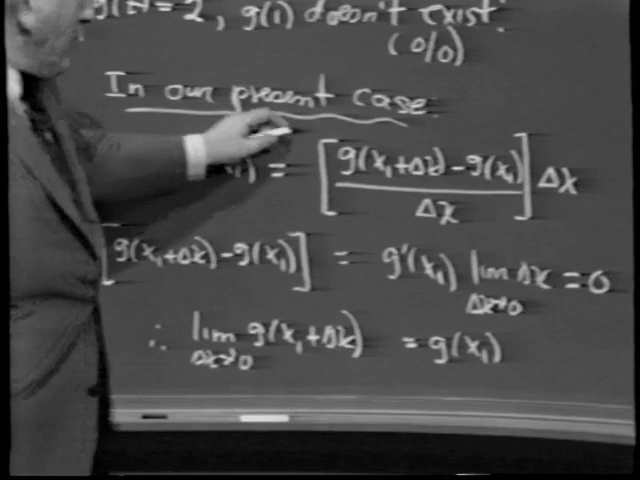 g(2) = 2, g(1) doesn't exist.
(0/0)
In our present case:
) = [g(x₁+Δx) - g(x₁) / Δx] Δx
[g(x₁+Δx) - g(x₁)] = g'(x₁) lim Δx→0 Δx = 0
∴ lim Δx→0 g(x₁+Δx) = g(x₁)